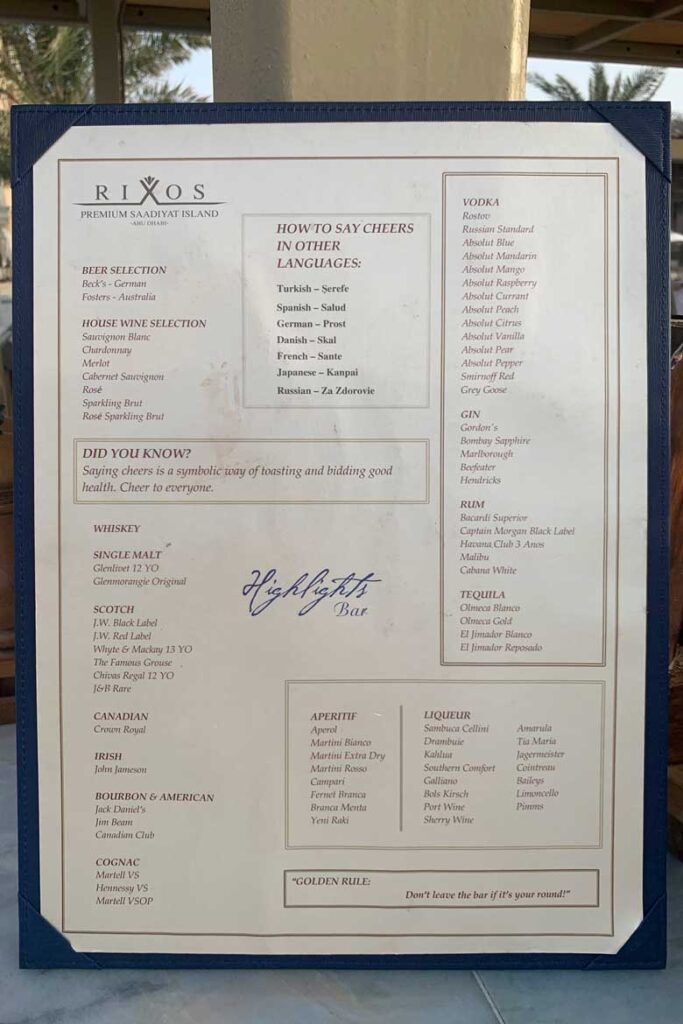 RIXOS
PREMIUM SAADIYAT ISLAND
-ABU DHABI-
BEER SELECTION
Beck's - German
Fosters - Australia
HOUSE WINE SELECTION
Sauvignon Blanc
Chardonnay
Merlot
Cabernet Sauvignon
Rosé
Sparkling Brut
Rosé Sparkling Brut
HOW TO SAY CHEERS
IN OTHER
LANGUAGES:
Turkish – Şerefe
Spanish – Salud
German – Prost
Danish – Skal
French – Sante
Japanese – Kanpai
Russian – Za Zdorovie
DID YOU KNOW?
Saying cheers is a symbolic way of toasting and bidding good
health. Cheer to everyone.
WHISKEY
SINGLE MALT
Glenlivet 12 YO
Glenmorangie Original
SCOTCH
J.W. Black Label
J.W. Red Label
Whyte & Mackay 13 YO
The Famous Grouse
Chivas Regal 12 YO
J&B Rare
CANADIAN
Crown Royal
IRISH
John Jameson
BOURBON & AMERICAN
Jack Daniel's
Jim Beam
Canadian Club
COGNAC
Martell VS
Hennessy VS
Martell VSOP
Highlights
Bar
VODKA
Rostov
Russian Standard
Absolut Blue
Absolut Mandarin
Absolut Mango
Absolut Raspberry
Absolut Currant
Absolut Peach
Absolut Citrus
Absolut Vanilla
Absolut Pear
Absolut Pepper
Smirnoff Red
Grey Goose
GIN
Gordon's
Bombay Sapphire
Marlborough
Beefeater
Hendricks
RUM
Bacardi Superior
Captain Morgan Black Label
Havana Club 3 Anos
Malibu
Cabana White
TEQUILA
Olmeca Blanco
Olmeca Gold
El Jimador Blanco
El Jimador Reposado
APERITIF
Aperol
Martini Bianco
Martini Extra Dry
Martini Rosso
Campari
Fernet Branca
Branca Menta
Yeni Raki
LIQUEUR
Sambuca Cellini
Drambuie
Kahlua
Southern Comfort
Galliano
Bols Kirsch
Port Wine
Sherry Wine
Amarula
Tia Maria
Jagermeister
Cointreau
Baileys
Limoncello
Pimms
"GOLDEN RULE:
Don't leave the bar if it's your round!"